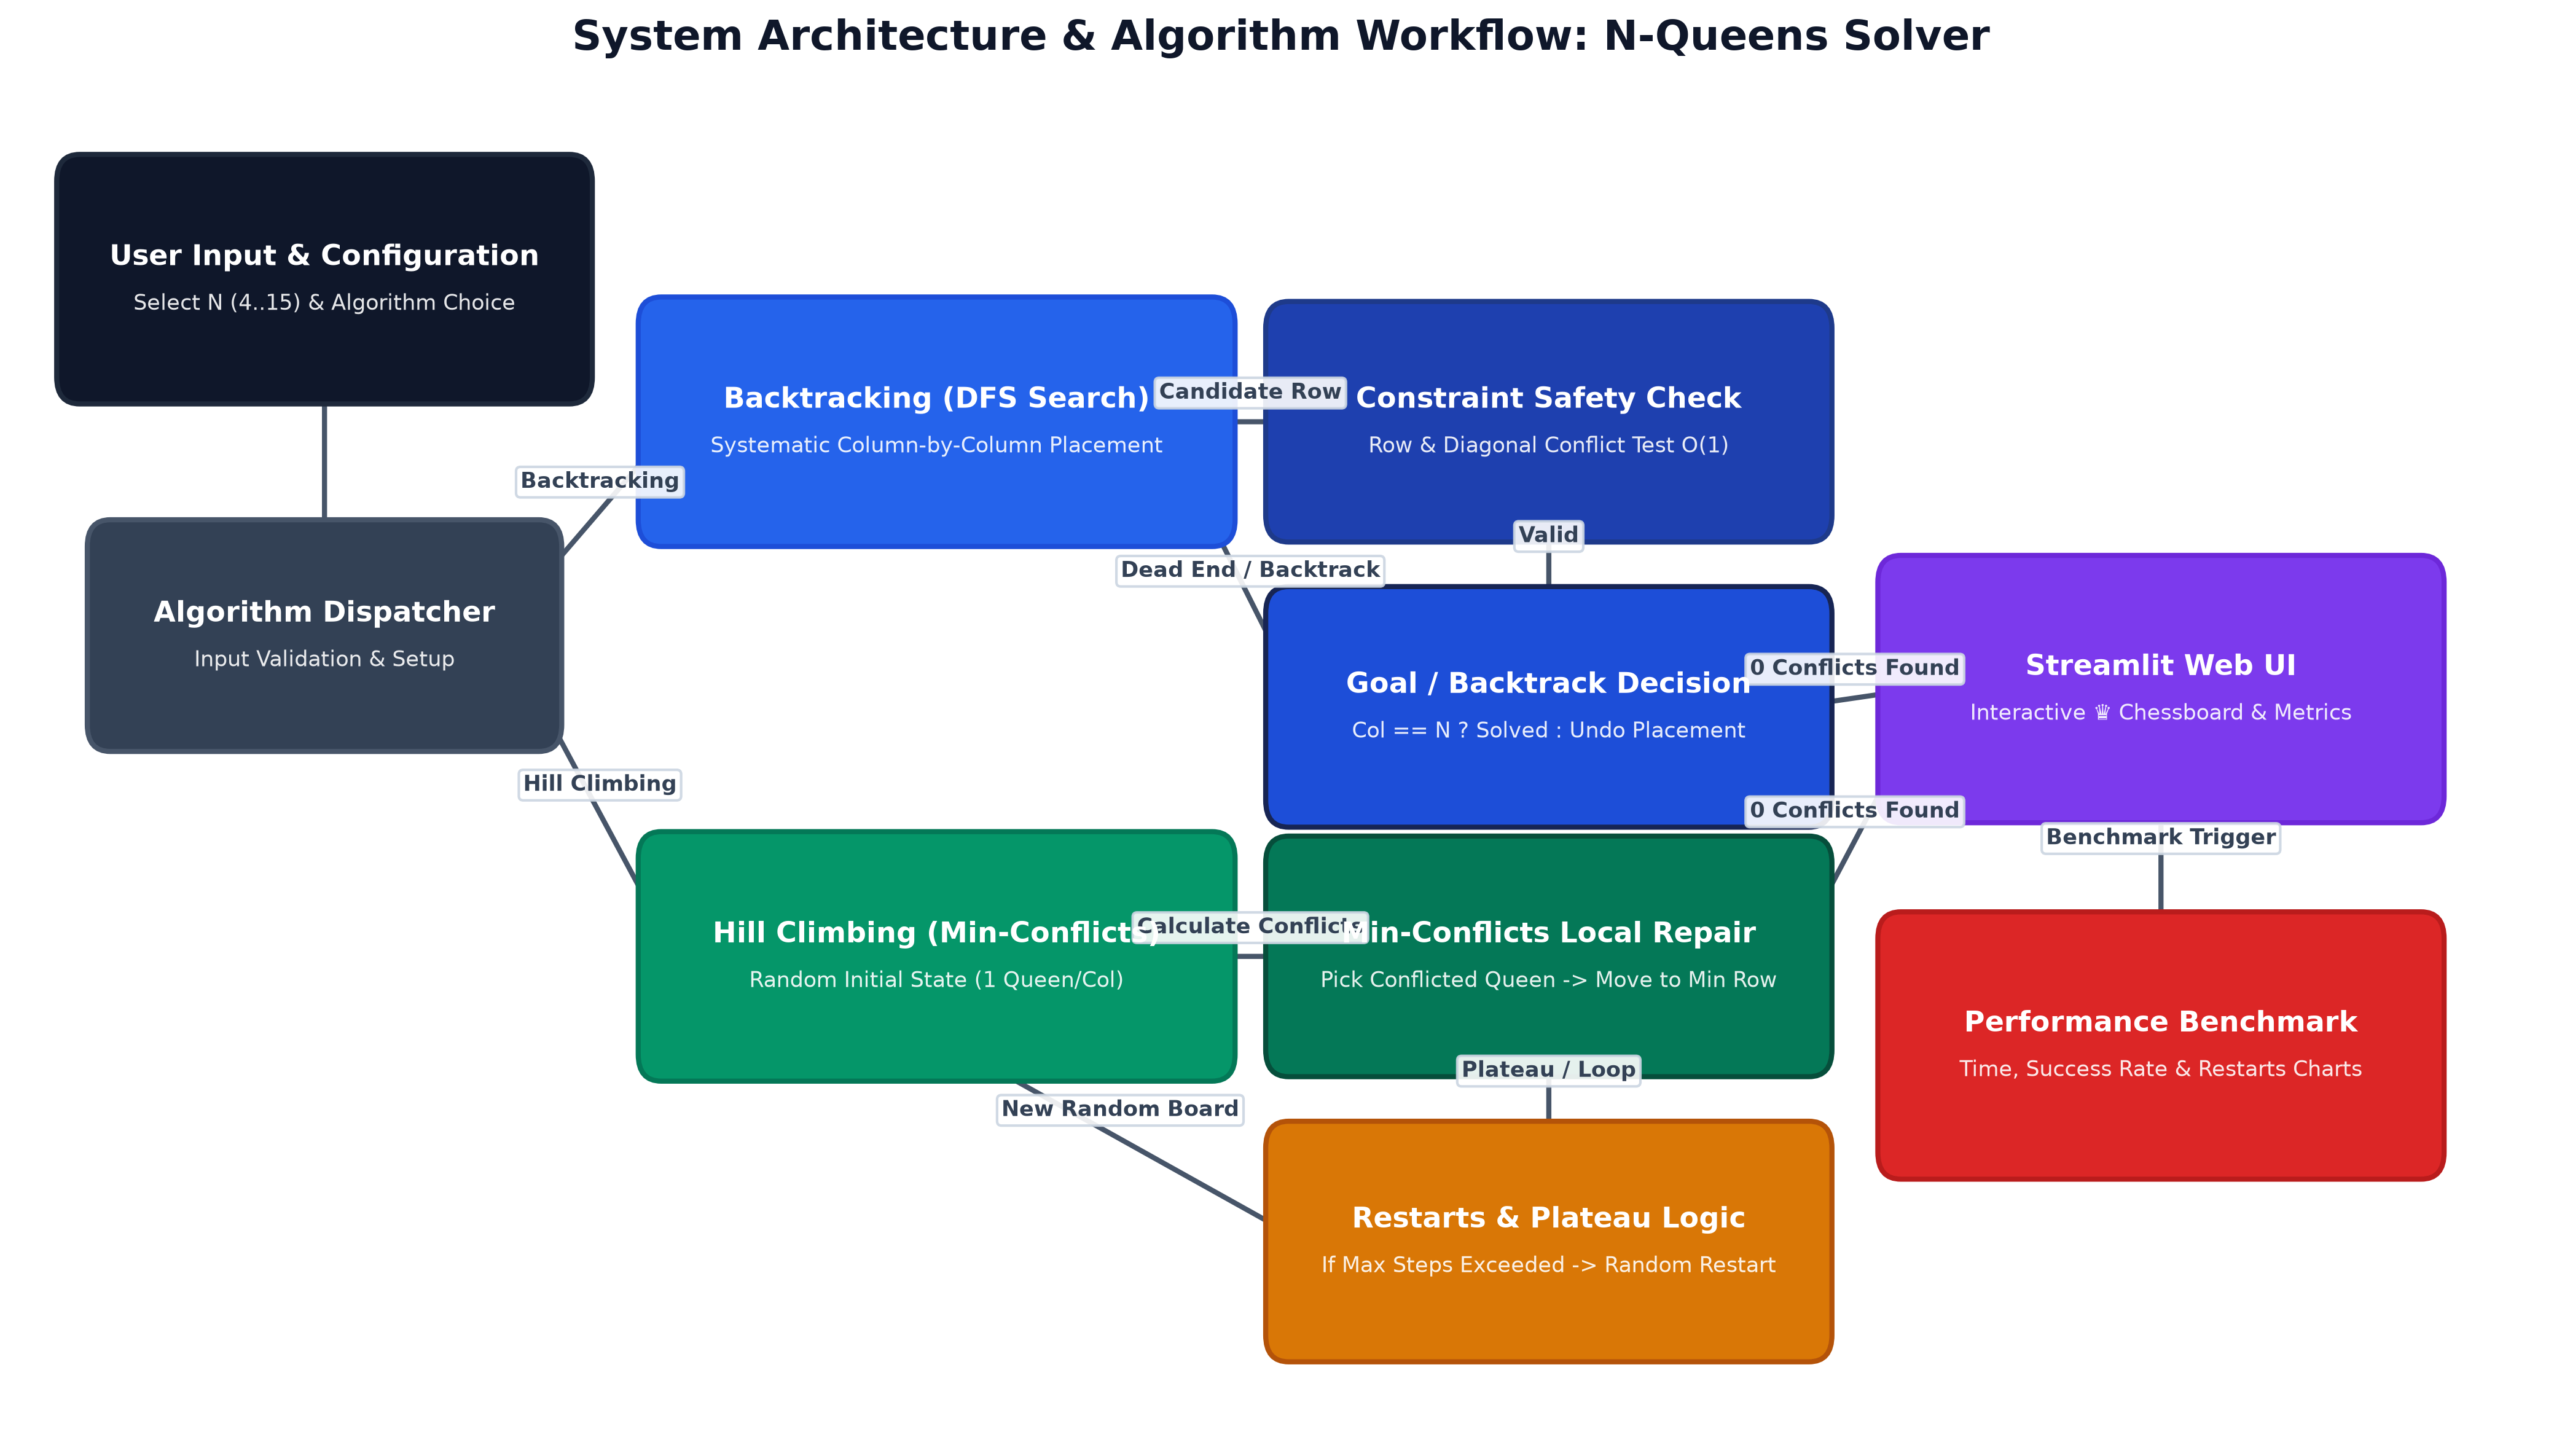 System Architecture & Algorithm Workflow: N-Queens Solver
User Input & Configuration
Select N (4..15) & Algorithm Choice
Backtracking (DFS Search)
Systematic Column-by-Column Placement
Candidate Row
Constraint Safety Check
Row & Diagonal Conflict Test O(1)
Backtracking
Valid
Dead End / Backtrack
Algorithm Dispatcher
Input Validation & Setup
Goal / Backtrack Decision
Col == N ? Solved : Undo Placement
0 Conflicts Found
Streamlit Web UI
Interactive ♛ Chessboard & Metrics
Hill Climbing
0 Conflicts Found
Benchmark Trigger
Hill Climbing (Min-Conflicts)
Random Initial State (1 Queen/Col)
Calculate Conflicts
Min-Conflicts Local Repair
Pick Conflicted Queen -> Move to Min Row
Performance Benchmark
Time, Success Rate & Restarts Charts
Plateau / Loop
New Random Board
Restarts & Plateau Logic
If Max Steps Exceeded -> Random Restart